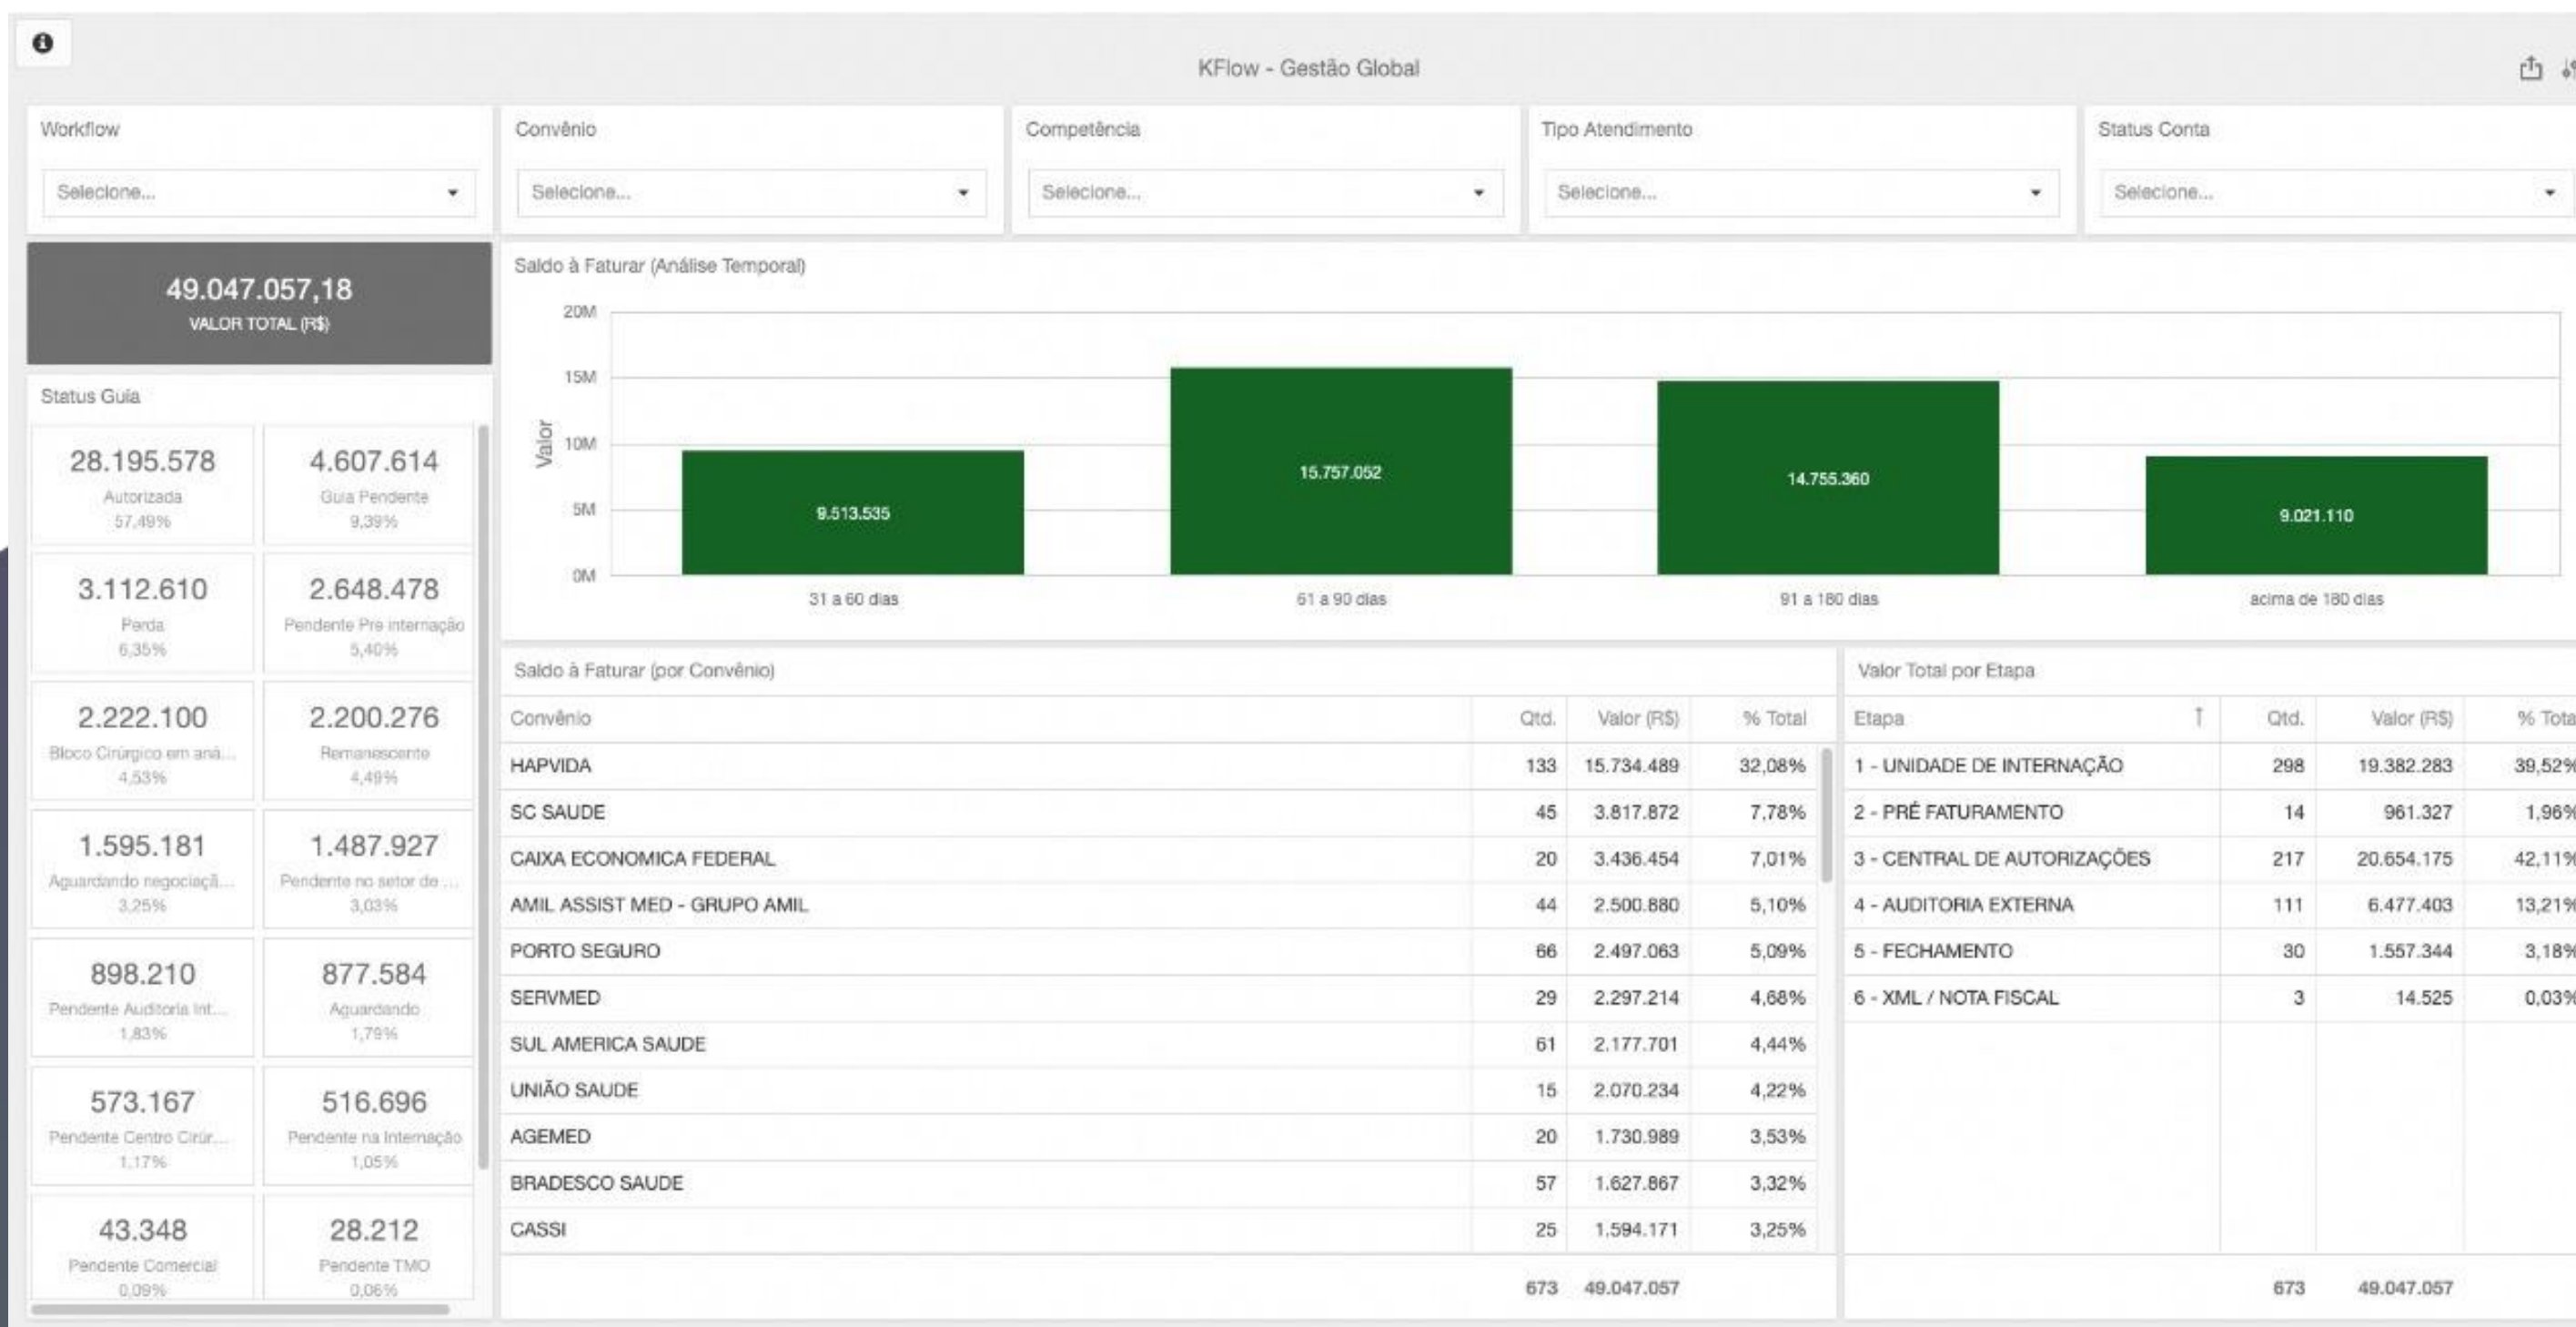 KFlow - Gestão Global
Workflow
Selecione...
Convênio
Selecione...
Competência
Selecione...
Tipo Atendimento
Selecione...
Status Conta
Selecione...
49.047.057,18
VALOR TOTAL (R$)
Status Guia
28.195.578
Autorizada
57,49%
4.607.614
Guia Pendente
9,39%
3.112.610
Perda
6,35%
2.648.478
Pendente Pré internação
5,40%
2.222.100
Bloco Cirúrgico em aná...
4,53%
2.200.276
Remanescente
4,49%
1.595.181
Aguardando negociaçã...
3,25%
1.487.927
Pendente no setor de ...
3,03%
898.210
Pendente Auditoria Int...
1,83%
877.584
Aguardando
1,79%
573.167
Pendente Centro Cirúr...
1,17%
516.696
Pendente na Internação
1,05%
43.348
Pendente Comercial
0,09%
28.212
Pendente TMO
0,06%
Saldo à Faturar (Análise Temporal)
Valor
20M
15M
10M
5M
0M
9.513.535
15.757.052
14.755.360
9.021.110
31 a 60 dias
61 a 90 dias
91 a 180 dias
acima de 180 dias
Saldo à Faturar (por Convênio)
Convênio Qtd. Valor (R$) % Total
HAPVIDA 133 15.734.489 32,08%
SC SAUDE 45 3.817.872 7,78%
CAIXA ECONOMICA FEDERAL 20 3.436.454 7,01%
AMIL ASSIST MED - GRUPO AMIL 44 2.500.880 5,10%
PORTO SEGURO 66 2.497.063 5,09%
SERVMED 29 2.297.214 4,68%
SUL AMERICA SAUDE 61 2.177.701 4,44%
UNIÃO SAUDE 15 2.070.234 4,22%
AGEMED 20 1.730.989 3,53%
BRADESCO SAUDE 57 1.627.867 3,32%
CASSI 25 1.594.171 3,25%
673 49.047.057
Valor Total por Etapa
Etapa Qtd. Valor (R$) % Tota
1 - UNIDADE DE INTERNAÇÃO 298 19.382.283 39,52%
2 - PRÉ FATURAMENTO 14 961.327 1,96%
3 - CENTRAL DE AUTORIZAÇÕES 217 20.654.175 42,11%
4 - AUDITORIA EXTERNA 111 6.477.403 13,21%
5 - FECHAMENTO 30 1.557.344 3,18%
6 - XML / NOTA FISCAL 3 14.525 0,03%
673 49.047.057